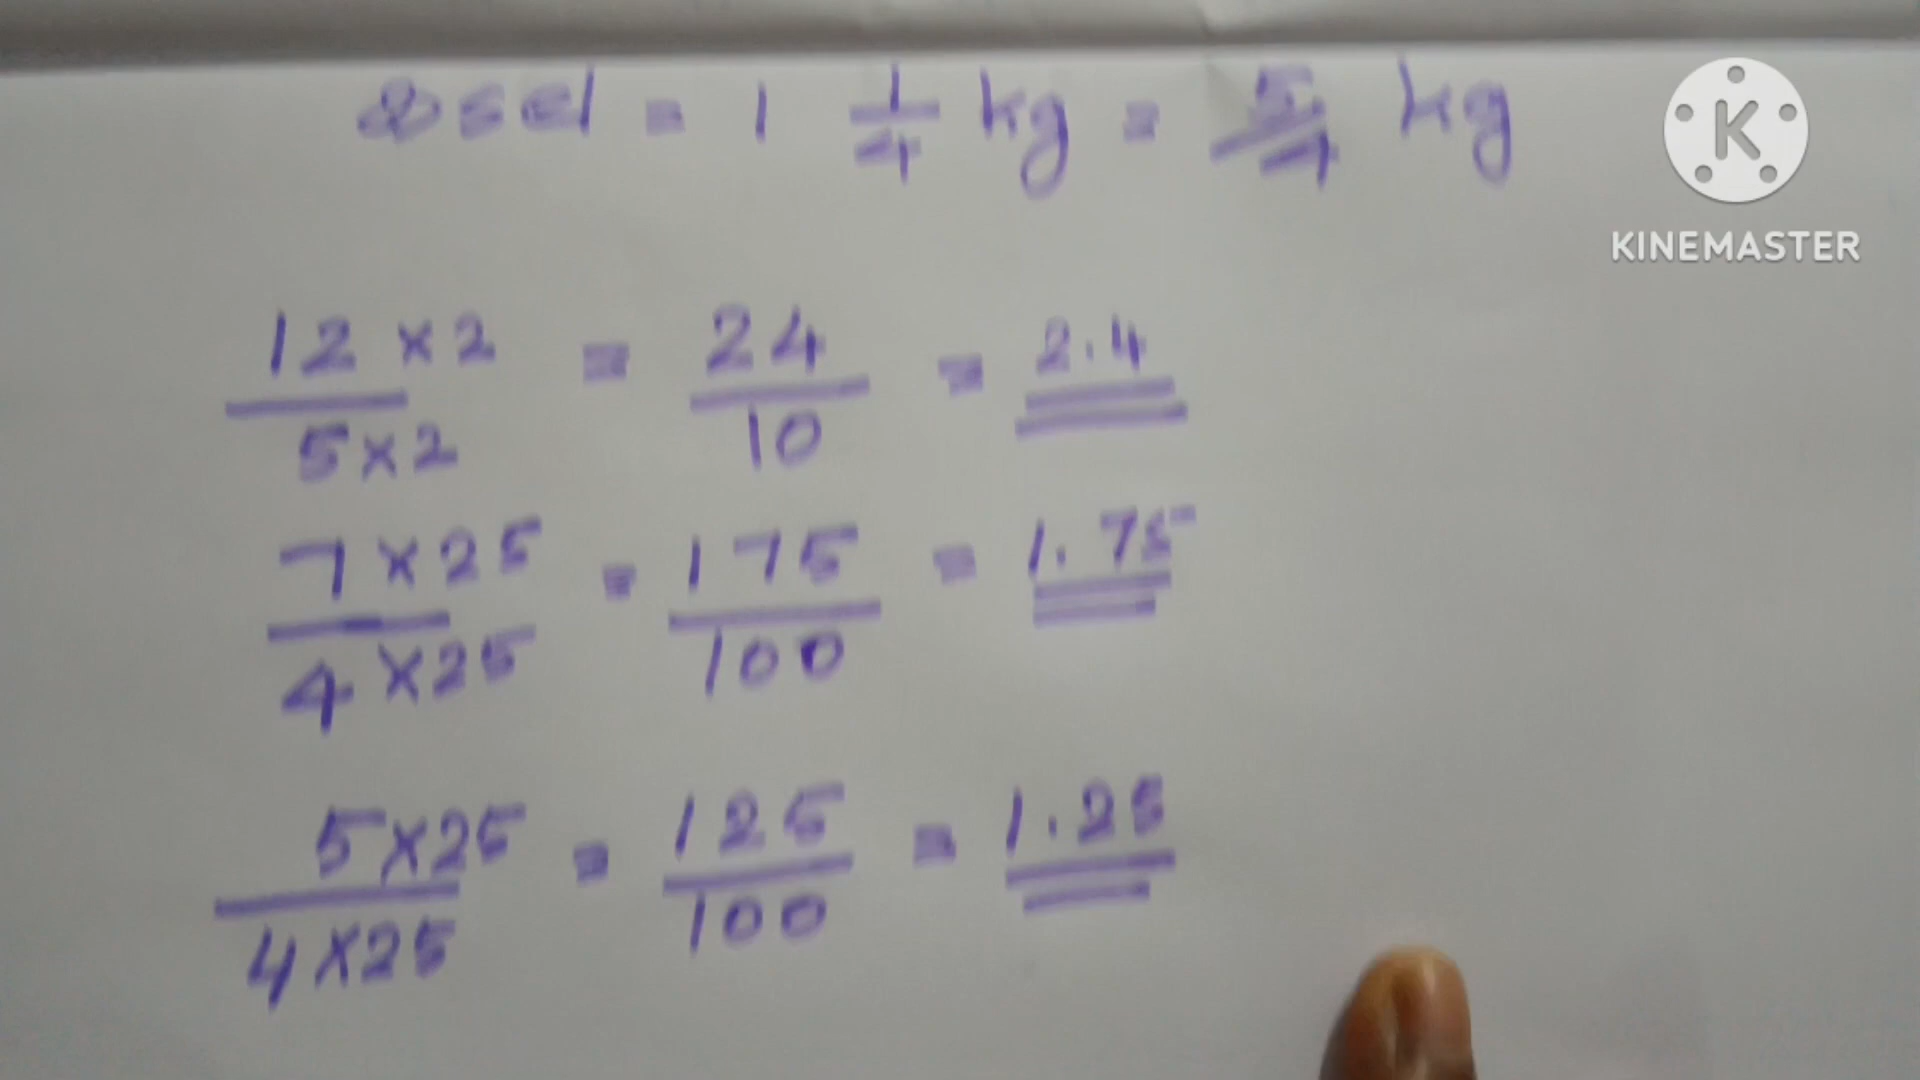 = 1 1/4 kg = 5/4 kg
KINEMASTER
12 × 2 / 5 × 2 = 24 / 10 = 2.4
7 × 25 / 4 × 25 = 175 / 100 = 1.75
5 × 25 / 4 × 25 = 125 / 100 = 1.25